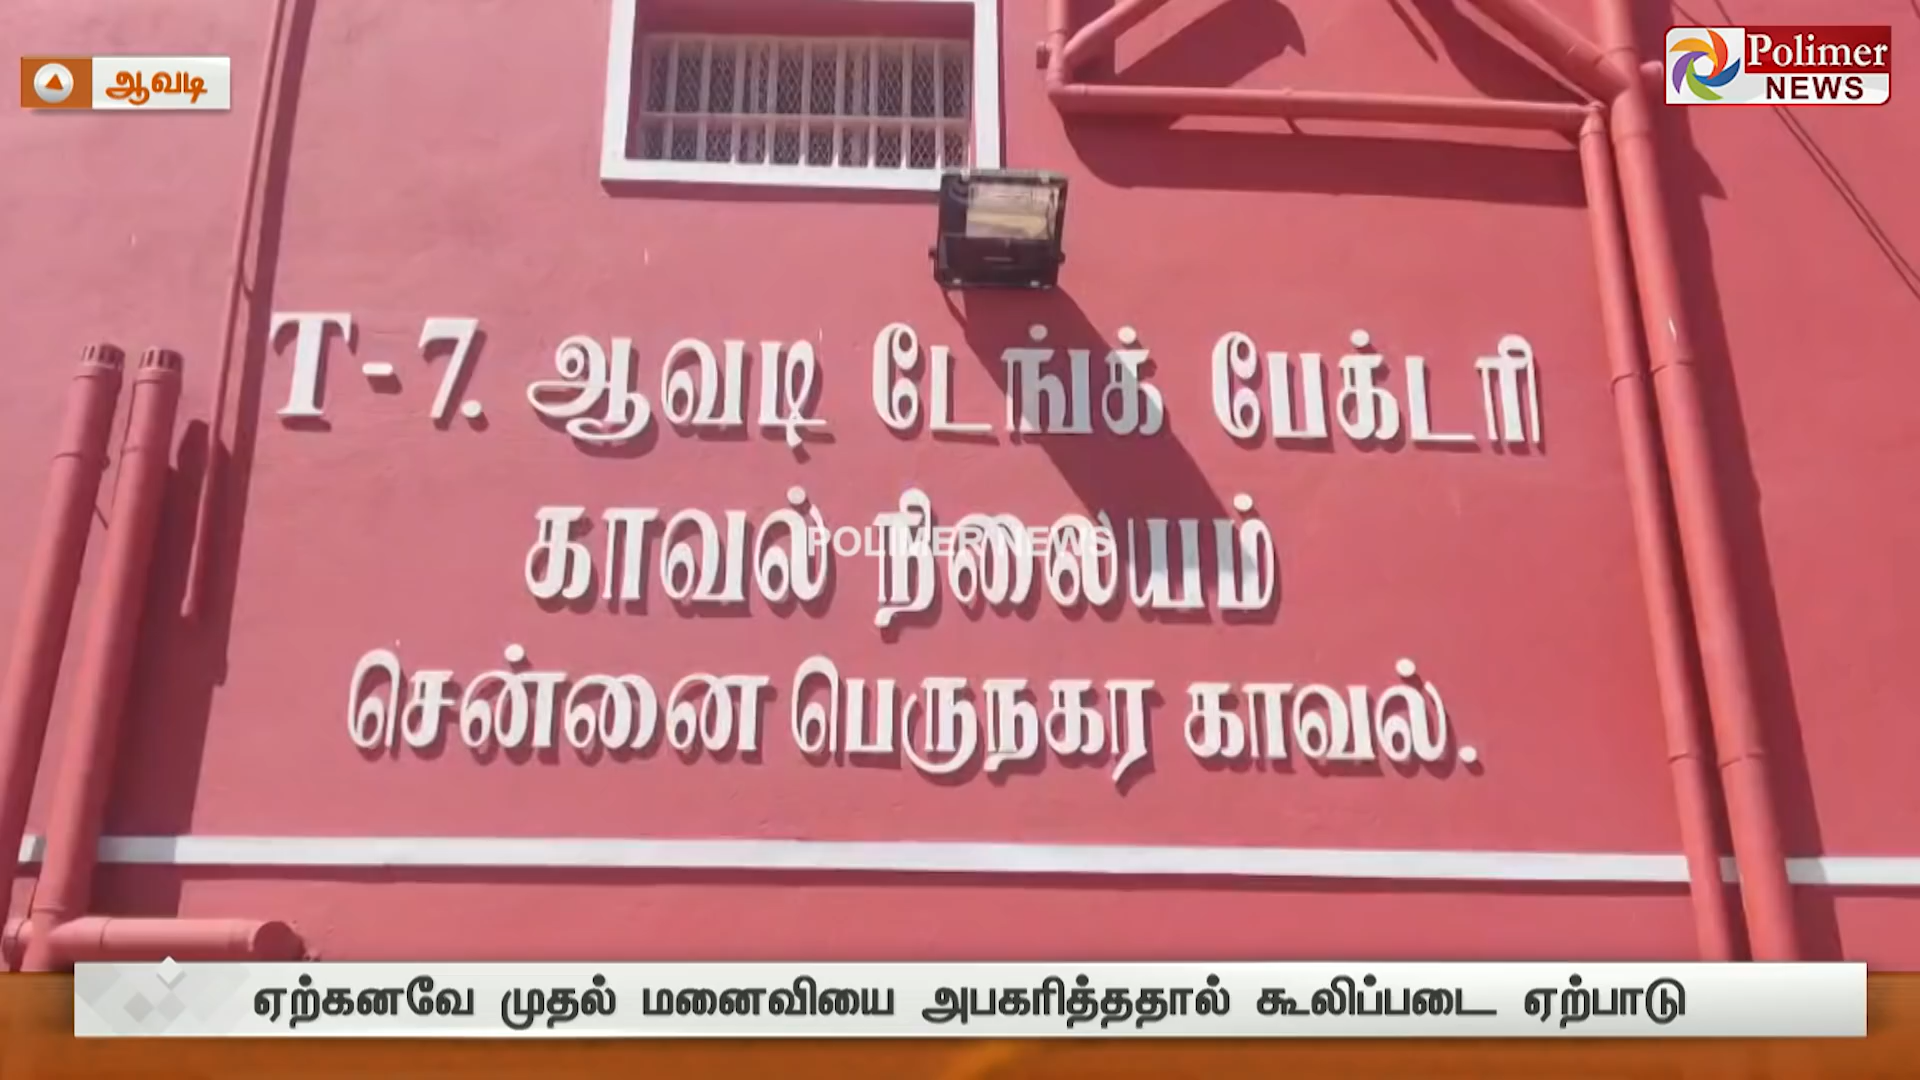 ஆவடி
Polimer
NEWS
T-7. ஆவடி டேங்க் பேக்டரி
காவல் நிலையம்
POLIMER NEWS
சென்னை பெருநகர காவல்.
ஏற்கனவே முதல் மனைவியை அபகரித்ததால் கூலிப்படை ஏற்பாடு